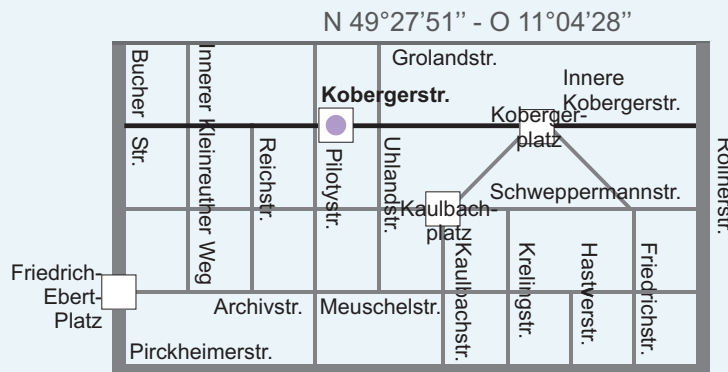 N 49°27’51’’ - O 11°04’28’’
Grolandstr.
Bucher
Str.
Innerer Kleinreuther Weg
Kobergerstr.
Innere
Kobergerstr.
Koberger-
platz
Reichstr.
Pilotystr.
Uhlandstr.
Rollnerstr.
Schweppermannstr.
Kaulbach-
platz
Kaulbachstr.
Krelingstr.
Hastverstr.
Friedrichstr.
Friedrich-
Ebert-
Platz
Archivstr.
Meuschelstr.
Pirckheimerstr.